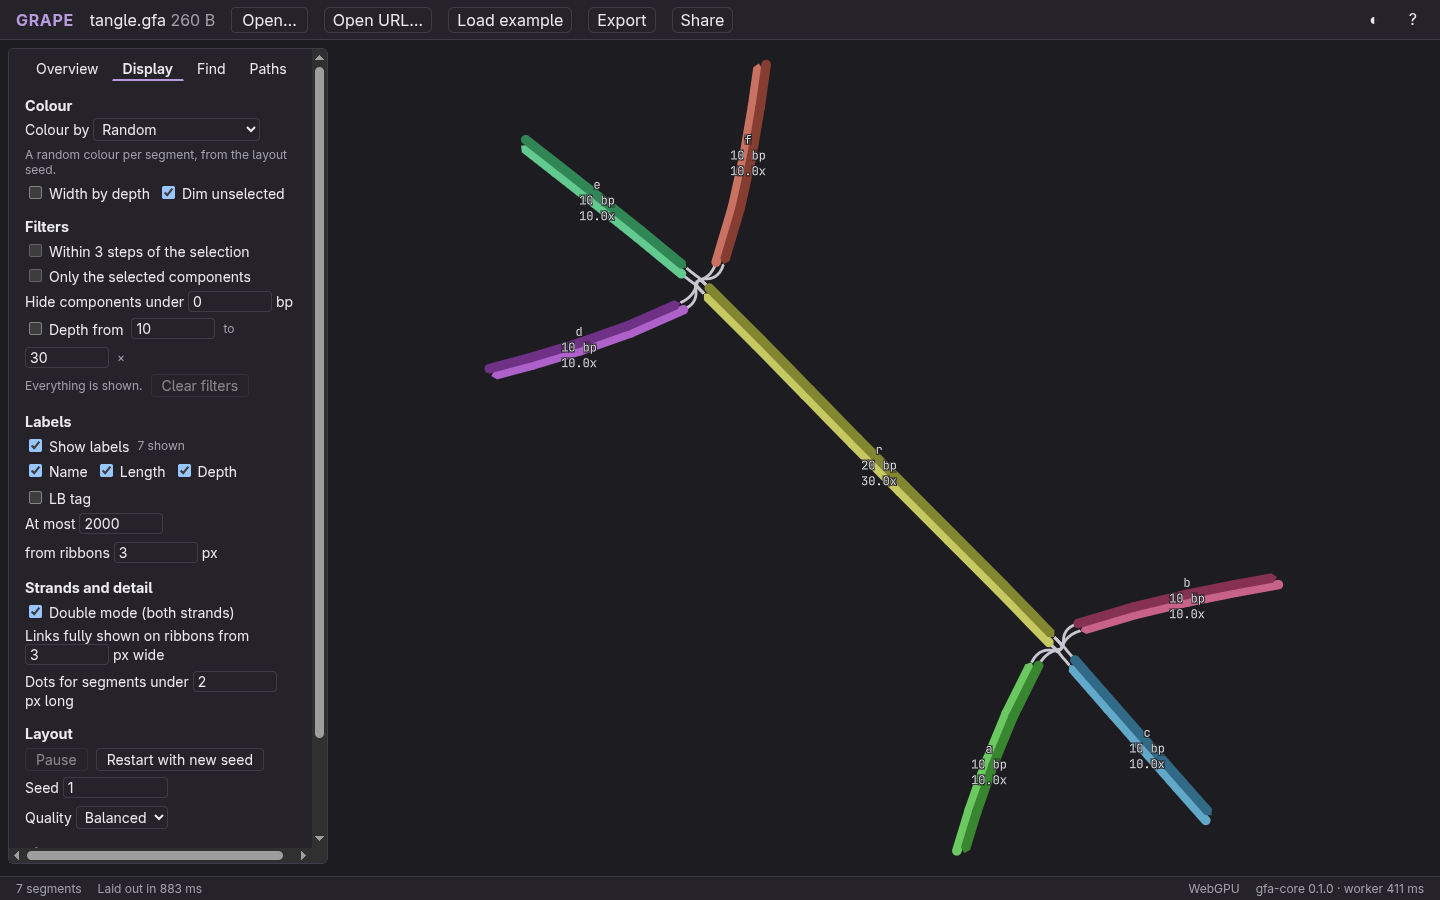 GRAPE tangle.gfa 260 B Open... Open URL... Load example Export Share ?
Overview Display Find Paths
Colour
Colour by Random
A random colour per segment, from the layout
seed.
Width by depth Dim unselected
Filters
Within 3 steps of the selection
Only the selected components
Hide components under 0 bp
Depth from 10 to
30 ×
Everything is shown. Clear filters
Labels
Show labels 7 shown
Name Length Depth
LB tag
At most 2000
from ribbons 3 px
Strands and detail
Double mode (both strands)
Links fully shown on ribbons from
3 px wide
Dots for segments under 2
px long
Layout
Pause Restart with new seed
Seed 1
Quality Balanced
f
10 bp
10.0x
e
10 bp
10.0x
d
10 bp
10.0x
r
20 bp
30.0x
b
10 bp
10.0x
c
10 bp
10.0x
a
10 bp
10.0x
7 segments Laid out in 883 ms WebGPU gfa-core 0.1.0 · worker 411 ms